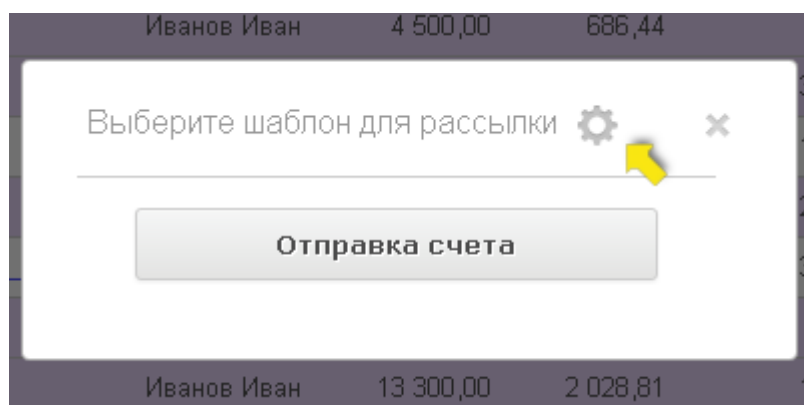 Иванов Иван 4 500,00 686,44
Выберите шаблон для рассылки
Отправка счета
Иванов Иван 13 300,00 2 028,81